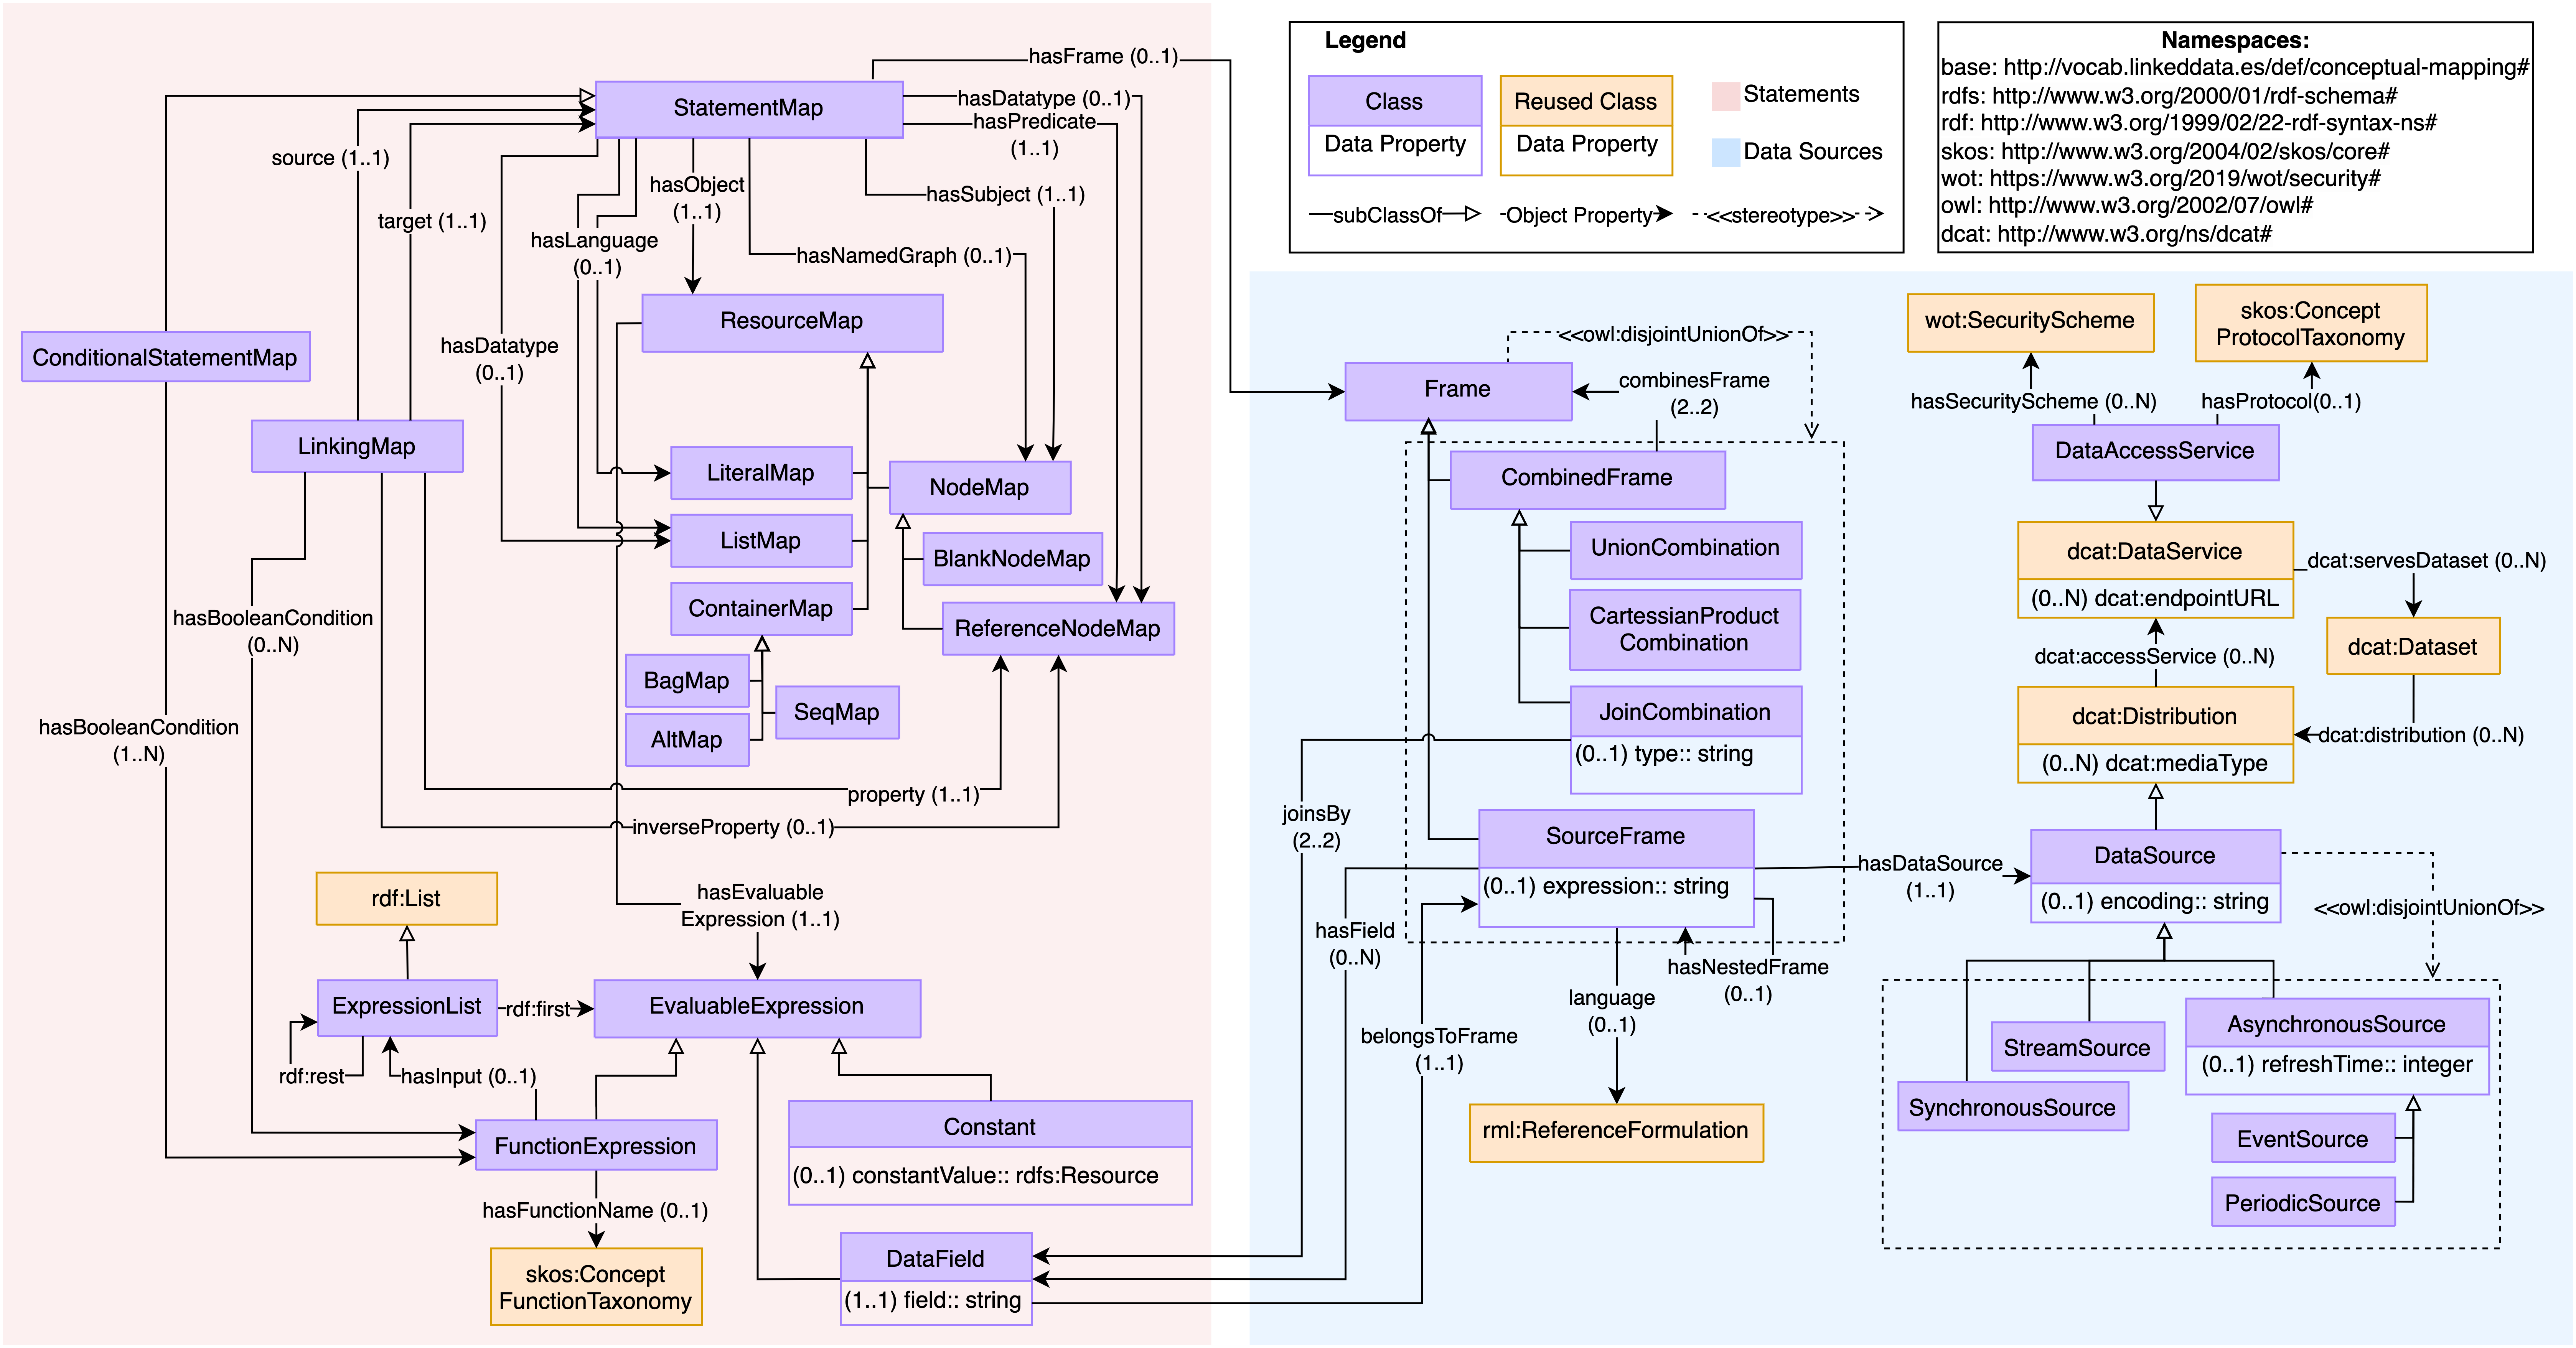 hasFrame (0..1)
StatementMap
hasDatatype (0..1)
hasPredicate
(1..1)
source (1..1)
target (1..1)
hasObject
(1..1)
hasSubject (1..1)
hasLanguage
(0..1)
hasNamedGraph (0..1)
ResourceMap
ConditionalStatementMap
hasDatatype
(0..1)
LinkingMap
LiteralMap
NodeMap
ListMap
BlankNodeMap
ContainerMap
ReferenceNodeMap
hasBooleanCondition
(0..N)
BagMap
SeqMap
AltMap
hasBooleanCondition
(1..N)
property (1..1)
inverseProperty (0..1)
rdf:List
hasEvaluable
Expression (1..1)
ExpressionList
rdf:first
EvaluableExpression
rdf:rest
hasInput (0..1)
FunctionExpression
Constant
(0..1) constantValue:: rdfs:Resource
hasFunctionName (0..1)
skos:Concept
FunctionTaxonomy
DataField
(1..1) field:: string
Legend
Class
Data Property
Reused Class
Data Property
Statements
Data Sources
subClassOf
Object Property
<<stereotype>>
Namespaces:
base: http://vocab.linkeddata.es/def/conceptual-mapping#
rdfs: http://www.w3.org/2000/01/rdf-schema#
rdf: http://www.w3.org/1999/02/22-rdf-syntax-ns#
skos: http://www.w3.org/2004/02/skos/core#
wot: https://www.w3.org/2019/wot/security#
owl: http://www.w3.org/2002/07/owl#
dcat: http://www.w3.org/ns/dcat#
<<owl:disjointUnionOf>>
Frame
combinesFrame
(2..2)
CombinedFrame
UnionCombination
CartessianProduct
Combination
JoinCombination
(0..1) type:: string
joinsBy
(2..2)
SourceFrame
(0..1) expression:: string
hasField
(0..N)
hasDataSource
(1..1)
hasNestedFrame
(0..1)
language
(0..1)
belongsToFrame
(1..1)
rml:ReferenceFormulation
wot:SecurityScheme
skos:Concept
ProtocolTaxonomy
hasSecurityScheme (0..N)
hasProtocol(0..1)
DataAccessService
dcat:DataService
(0..N) dcat:endpointURL
dcat:servesDataset (0..N)
dcat:Dataset
dcat:accessService (0..N)
dcat:Distribution
(0..N) dcat:mediaType
dcat:distribution (0..N)
DataSource
(0..1) encoding:: string
<<owl:disjointUnionOf>>
AsynchronousSource
(0..1) refreshTime:: integer
StreamSource
SynchronousSource
EventSource
PeriodicSource